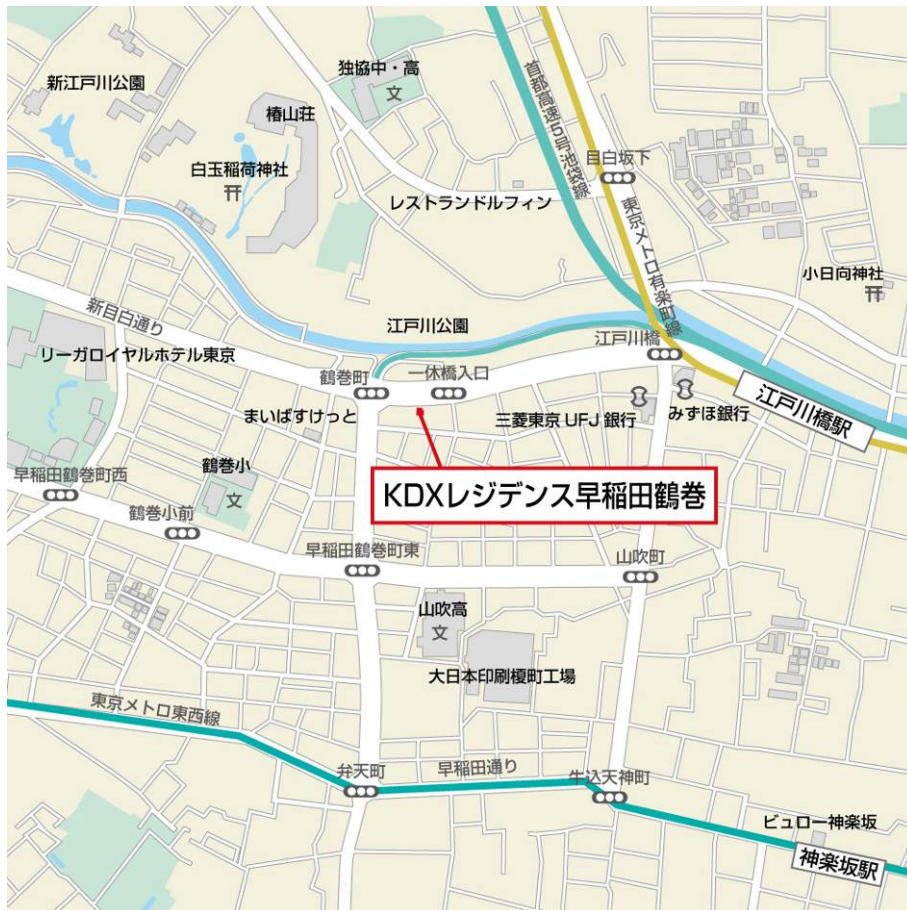 新江戸川公園
独協中・高
文
椿山荘
首都高速5号池袋線
目白坂下
白玉稲荷神社
レストランドルフィン
東京メトロ有楽町線
小日向神社
新目白通り
江戸川公園
リーガロイヤルホテル東京
江戸川橋
鶴巻町
一休橋入口
まいばすけっと
三菱東京UFJ銀行
みずほ銀行
江戸川橋駅
早稲田鶴巻町西
鶴巻小
文
KDXレジデンス早稲田鶴巻
鶴巻小前
早稲田鶴巻町東
山吹町
山吹高
文
大日本印刷榎町工場
東京メトロ東西線
弁天町
早稲田通り
牛込天神町
ビュロー神楽坂
神楽坂駅